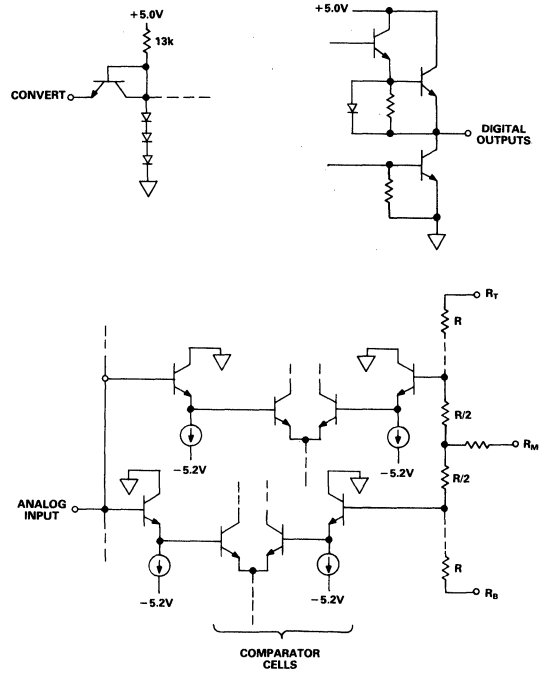 +5.0V
13k
CONVERT
+5.0V
DIGITAL
OUTPUTS
R_T
R
R/2
R_M
-5.2V
-5.2V
R/2
ANALOG
INPUT
R
-5.2V
-5.2V
R_B
COMPARATOR
CELLS